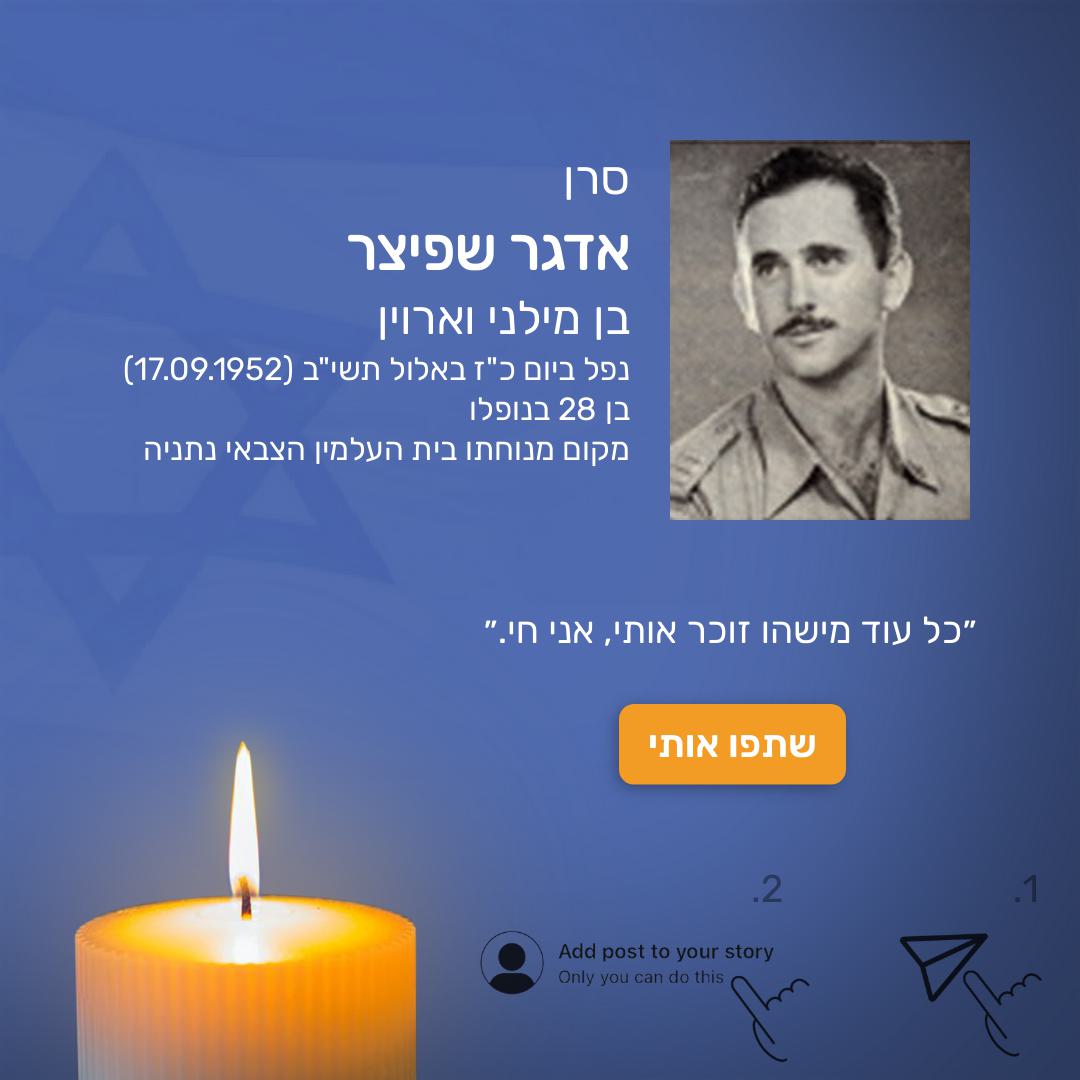 סרן
אדגר שפיצר
בן מילני וארוין
נפל ביום כ"ז באלול תשי"ב (17.09.1952)
בן 28 בנופלו
מקום מנוחתו בית העלמין הצבאי נתניה
״כל עוד מישהו זוכר אותי, אני חי.״
שתפו אותי
1.
2.
Add post to your story
Only you can do this